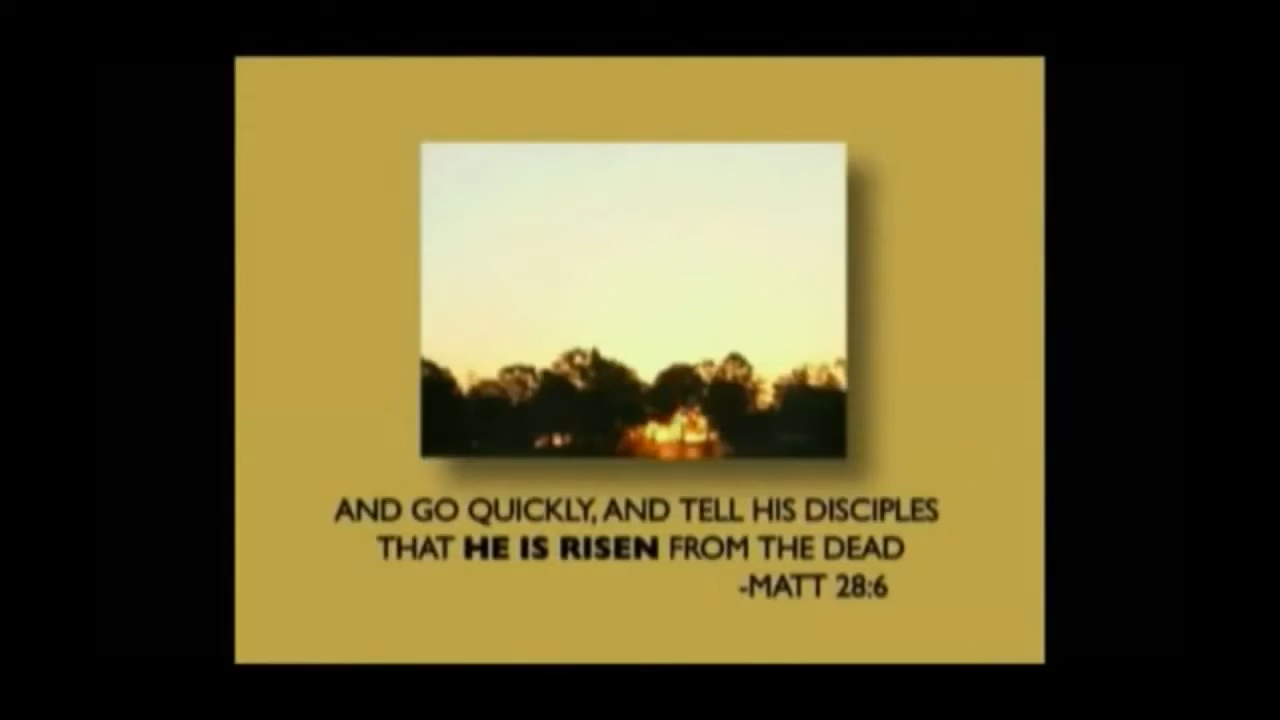 AND GO QUICKLY, AND TELL HIS DISCIPLES
THAT HE IS RISEN FROM THE DEAD
-MATT 28:6